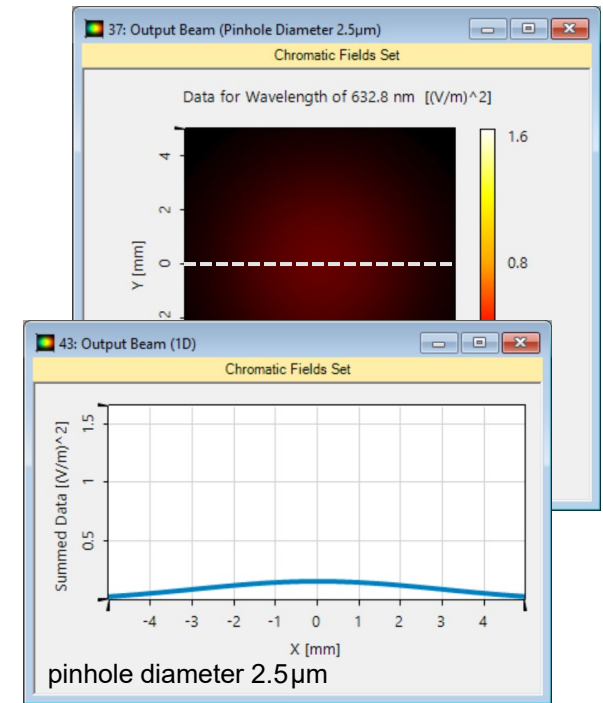 37: Output Beam (Pinhole Diameter 2.5µm)
Chromatic Fields Set
Data for Wavelength of 632.8 nm [(V/m)^2]
1.6
0.8
4
2
0
2
Y [mm]
43: Output Beam (1D)
Chromatic Fields Set
Summed Data [(V/m)^2]
1.5
1
0.5
-4 -3 -2 -1 0 1 2 3 4
X [mm]
pinhole diameter 2.5µm